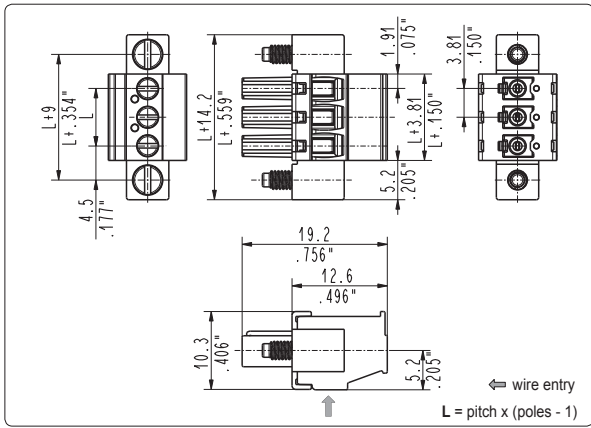 L+9
L+.354"
L
4.5
.177"
L+14.2
L+.559"
1.91
.075"
L+3.81
L+.150"
5.2
.205"
3.81
.150"
19.2
.756"
12.6
.496"
10.3
.406"
5.2
.205"
wire entry
L = pitch x (poles - 1)